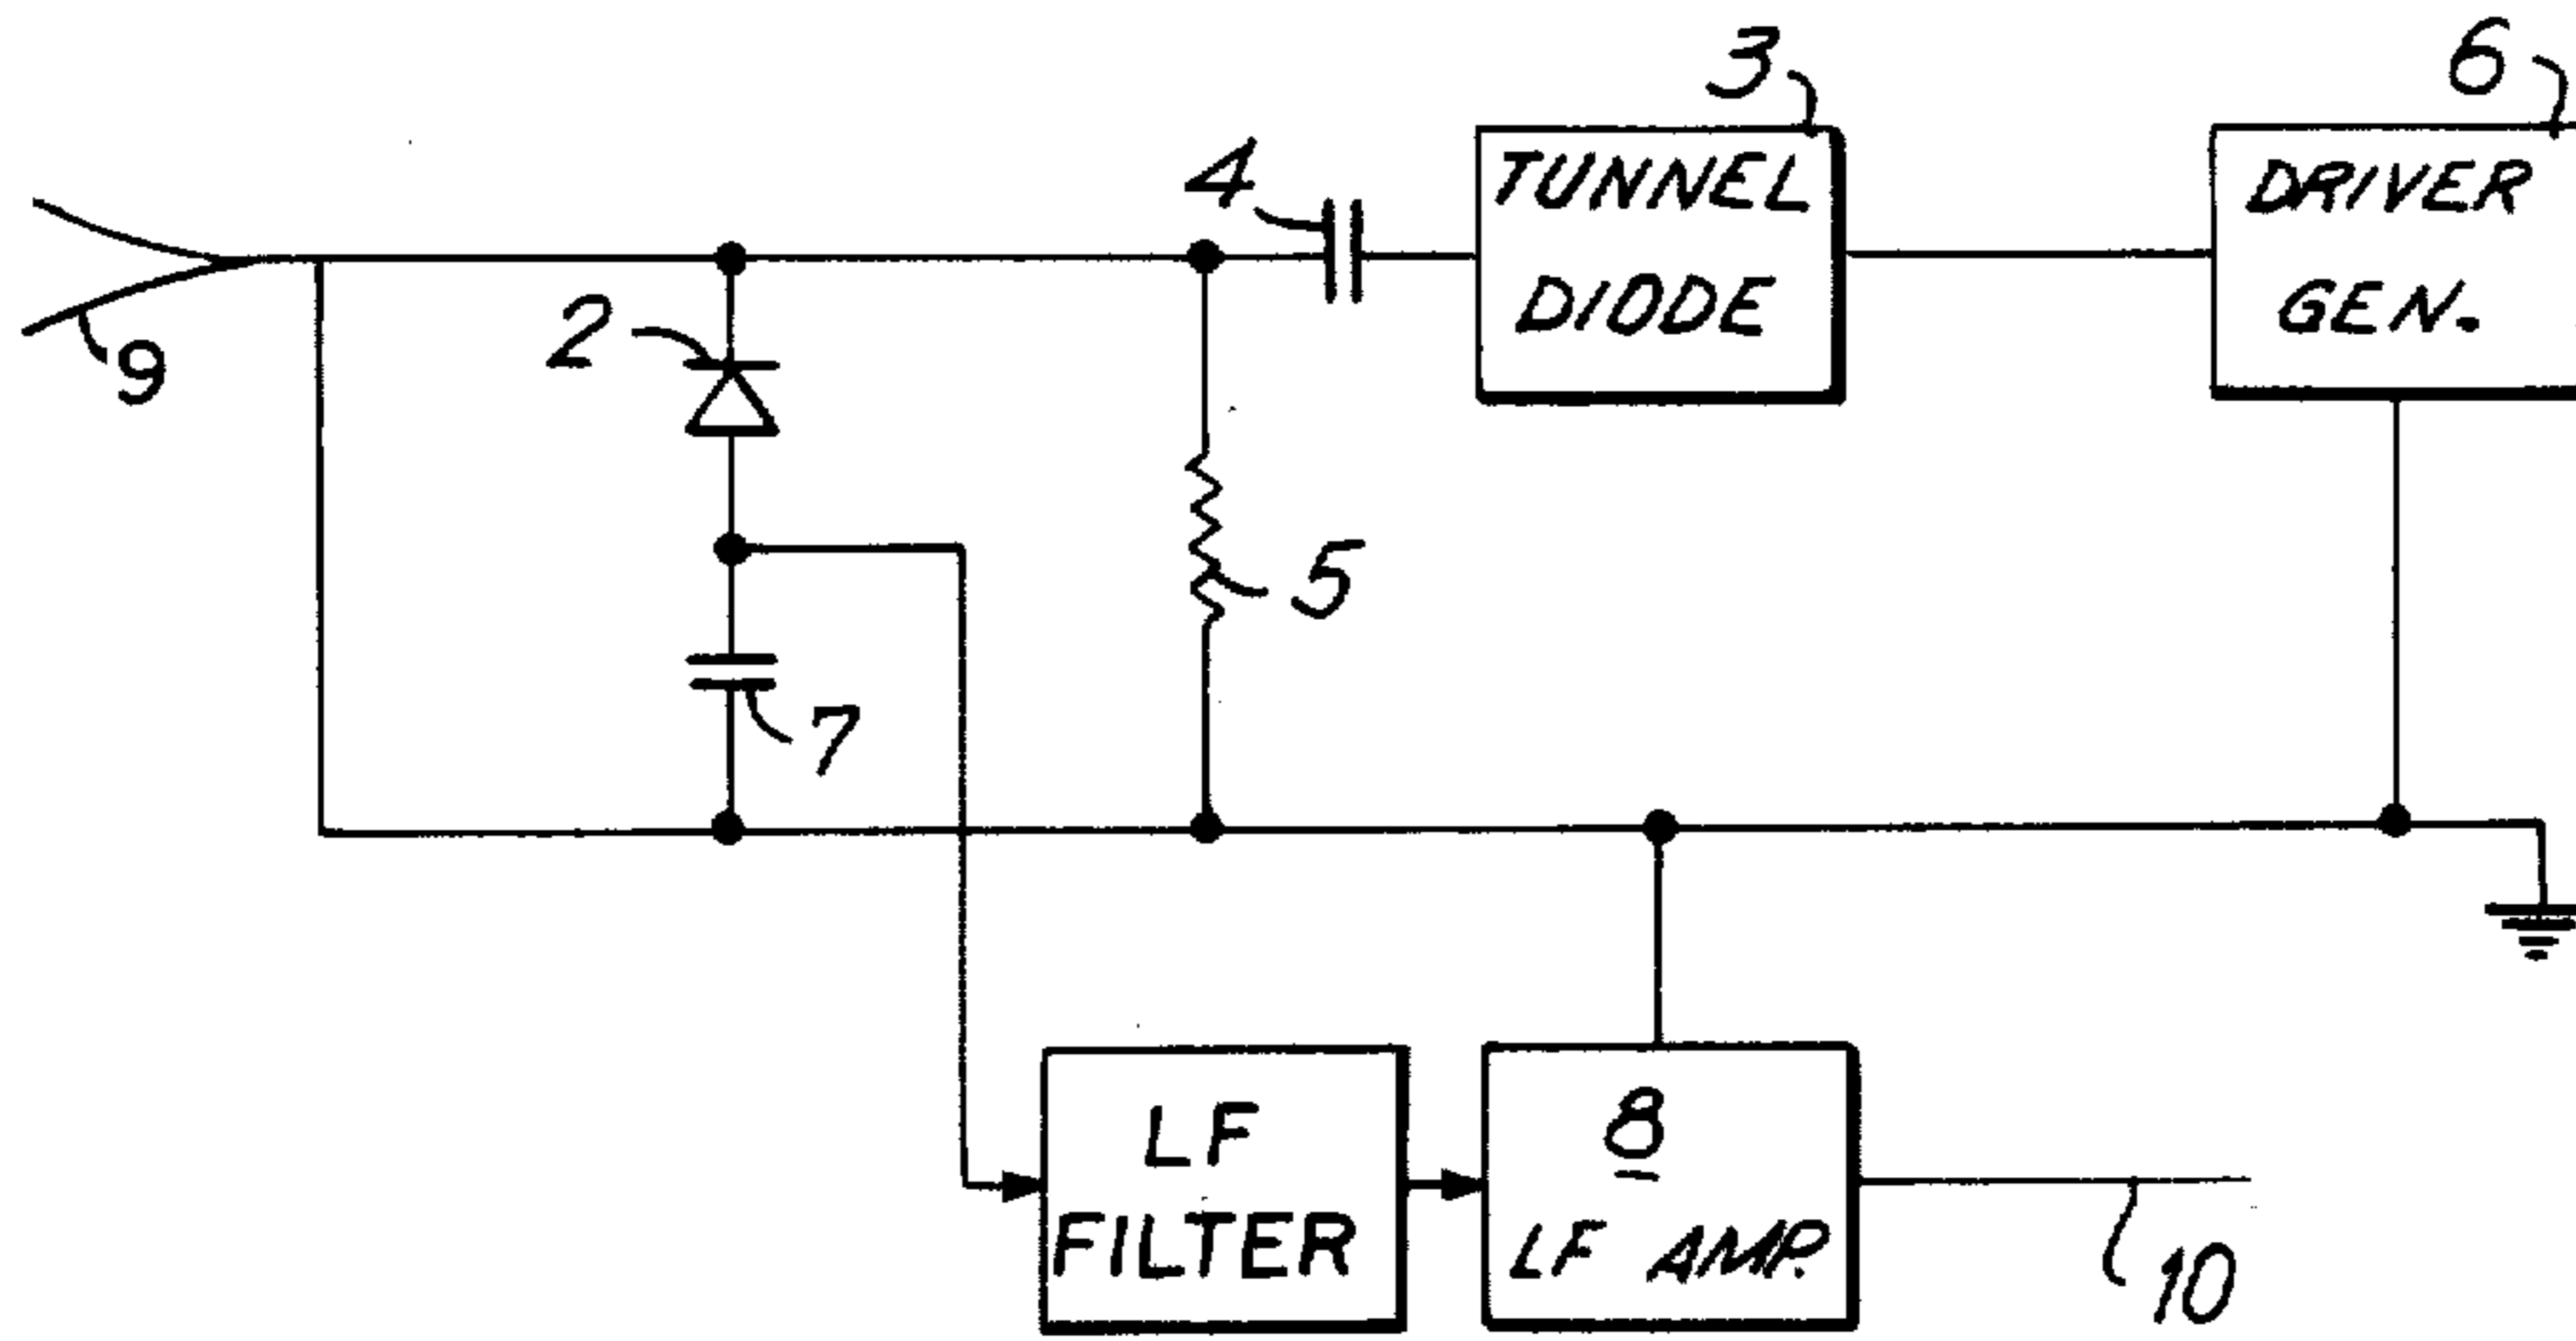 3
6
4
TUNNEL
DIODE
DRIVER
GEN.
2
9
5
7
LF
FILTER
8
LF AMP.
10